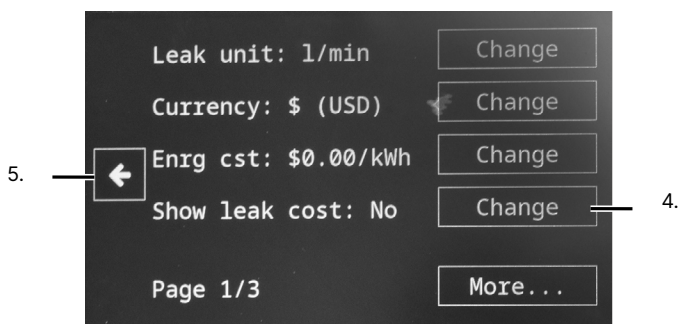 Leak unit: l/min Change
Currency: $ (USD) Change
Enrg cst: $0.00/kWh Change
5.
Show leak cost: No Change
4.
Page 1/3 More...